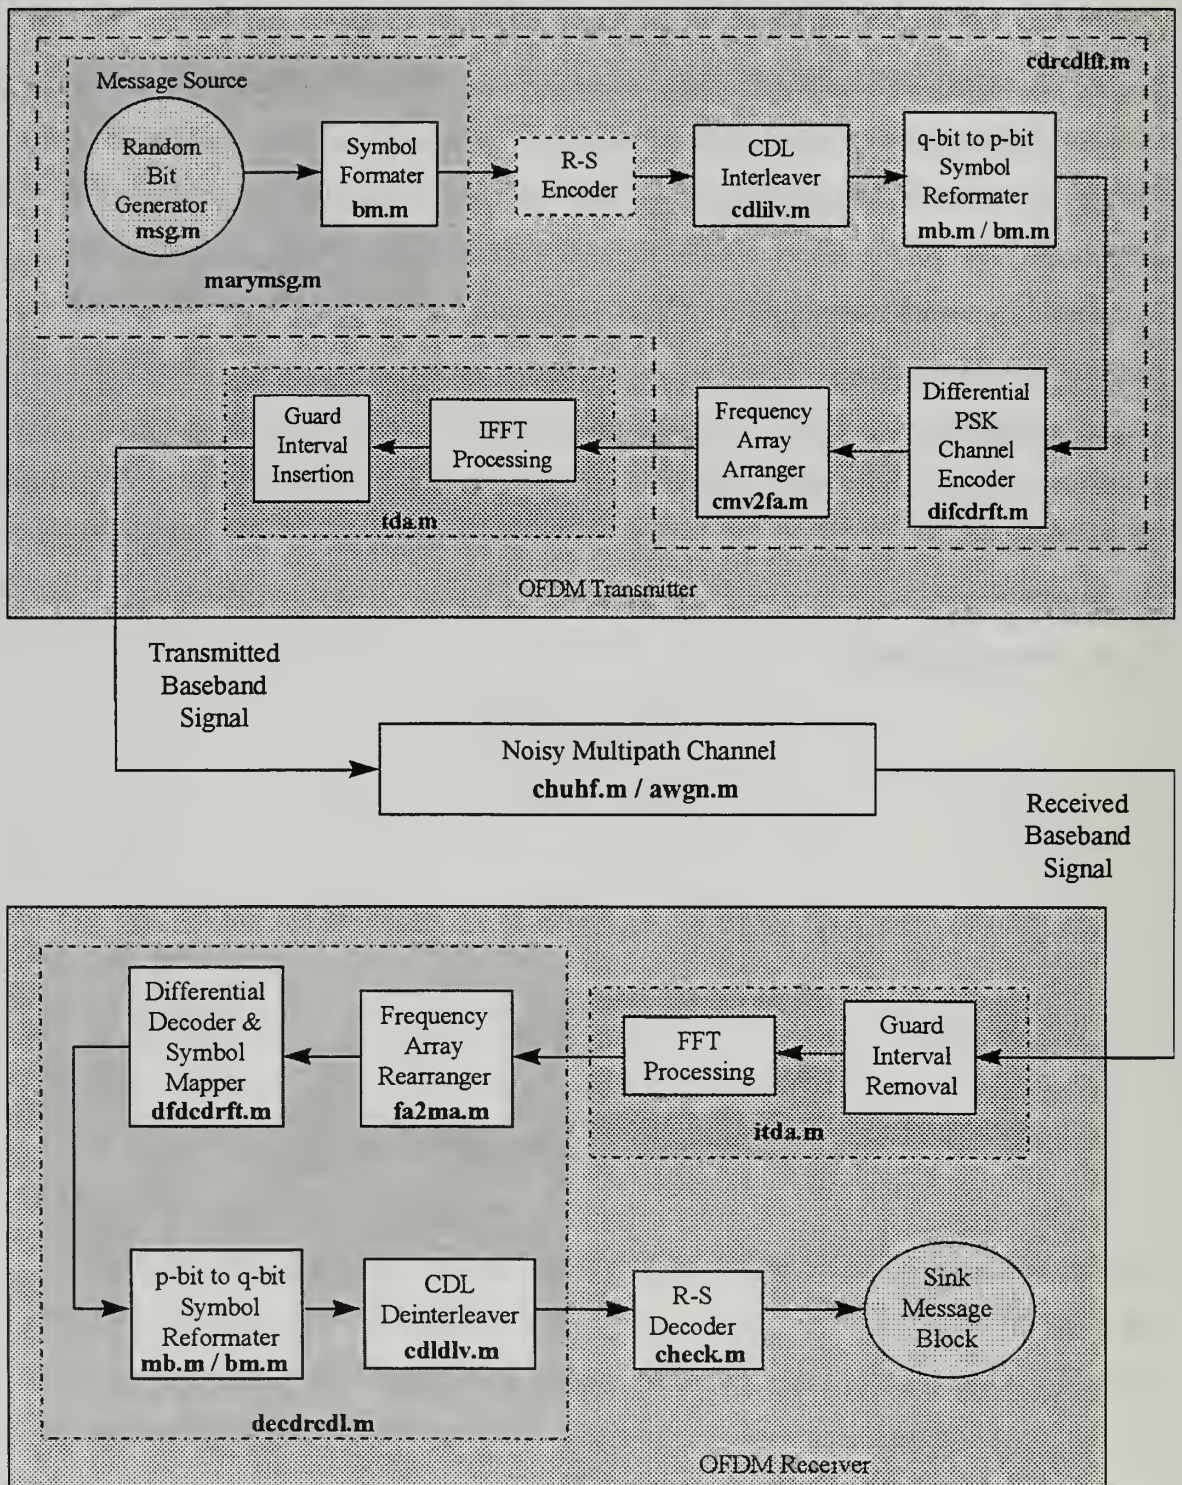 cdrcdlft.m
Message Source
Random
Bit
Generator
msg.m
Symbol
Formater
bm.m
marymsg.m
R-S
Encoder
CDL
Interleaver
cdlilv.m
q-bit to p-bit
Symbol
Reformater
mb.m / bm.m
Differential
PSK
Channel
Encoder
difcdrft.m
Frequency
Array
Arranger
cmv2fa.m
IFFT
Processing
Guard
Interval
Insertion
tda.m
OFDM Transmitter
Transmitted
Baseband
Signal
Noisy Multipath Channel
chuhf.m / awgn.m
Received
Baseband
Signal
Guard
Interval
Removal
FFT
Processing
itda.m
Frequency
Array
Rearranger
fa2ma.m
Differential
Decoder &
Symbol
Mapper
dfdcdrft.m
p-bit to q-bit
Symbol
Reformater
mb.m / bm.m
CDL
Deinterleaver
cdldlv.m
decdrcdl.m
R-S
Decoder
check.m
Sink
Message
Block
OFDM Receiver